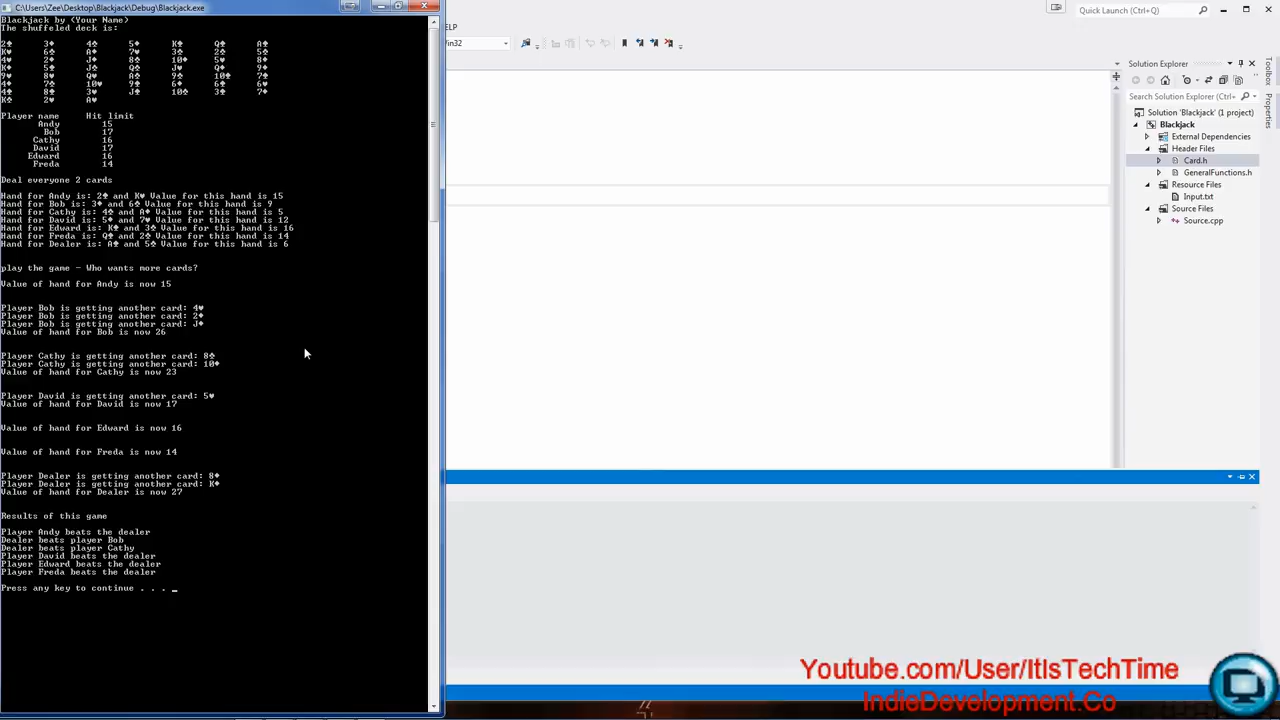 C:\Users\Zee\Desktop\Blackjack\Debug\Blackjack.exe
Blackjack by (Your Name)
The shuffeled deck is:
2♠ 3♦ 4♣ 5♦ K♣ Q♣ A♣
Player name Hit limit
Andy 15
Bob 17
Cathy 16
David 17
Edward 16
Freda 14
Deal everyone 2 cards
Hand for Andy is: 2♠ and K♥ Value for this hand is 15
Hand for Bob is: 3♦ and 6♣ Value for this hand is 9
Hand for Cathy is: 4♣ and A♦ Value for this hand is 5
Hand for David is: 5♦ and 7♥ Value for this hand is 12
Hand for Edward is: K♣ and 3♣ Value for this hand is 16
Hand for Freda is: Q♣ and 2♣ Value for this hand is 14
Hand for Dealer is: A♣ and 5♣ Value for this hand is 6
play the game - Who wants more cards?
Value of hand for Andy is now 15
Player Bob is getting another card: 4♥
Player Bob is getting another card: 2♦
Player Bob is getting another card: J♦
Value of hand for Bob is now 26
Player Cathy is getting another card: 8♣
Player Cathy is getting another card: 10♦
Value of hand for Cathy is now 23
Player David is getting another card: 5♥
Value of hand for David is now 17
Value of hand for Edward is now 16
Value of hand for Freda is now 14
Player Dealer is getting another card: 8♦
Player Dealer is getting another card: K♦
Value of hand for Dealer is now 27
Results of this game
Player Andy beats the dealer
Dealer beats player Bob
Dealer beats player Cathy
Player David beats the dealer
Player Edward beats the dealer
Player Freda beats the dealer
Press any key to continue . . . _
Quick Launch (Ctrl+Q)
ELP
in32
Solution Explorer
Search Solution Explorer (Ctrl+
Solution 'Blackjack' (1 project)
Blackjack
External Dependencies
Header Files
Card.h
GeneralFunctions.h
Resource Files
Input.txt
Source Files
Source.cpp
Toolbox
Properties
Youtube.com/User/ItIsTechTime
IndieDevelopment.Co